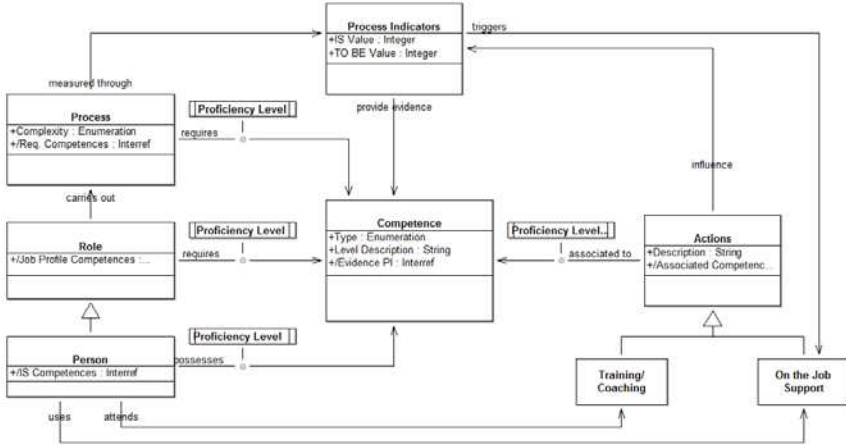 Process Indicators
+IS Value : Integer
+TO BE Value : Integer
triggers
measured through
provide evidence
Process
+Complexity : Enumeration
+/Req. Competences : Interref
Proficiency Level
requires
influence
carries out
Role
+/Job Profile Competences :...
Proficiency Level
requires
Competence
+Type : Enumeration
+Level Description : String
+/Evidence PI : Interref
Proficiency Level...
associated to
Actions
+Description : String
+/Associated Competenc...
Person
+/IS Competences : Interref
Proficiency Level
possesses
Training/
Coaching
On the Job
Support
uses
attends